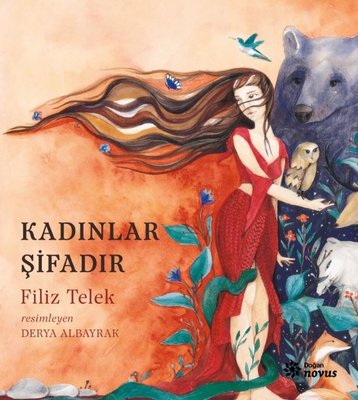 KADINLAR
ŞİFADIR
Filiz Telek
resimleyen
DERYA ALBAYRAK
Doğan
novus